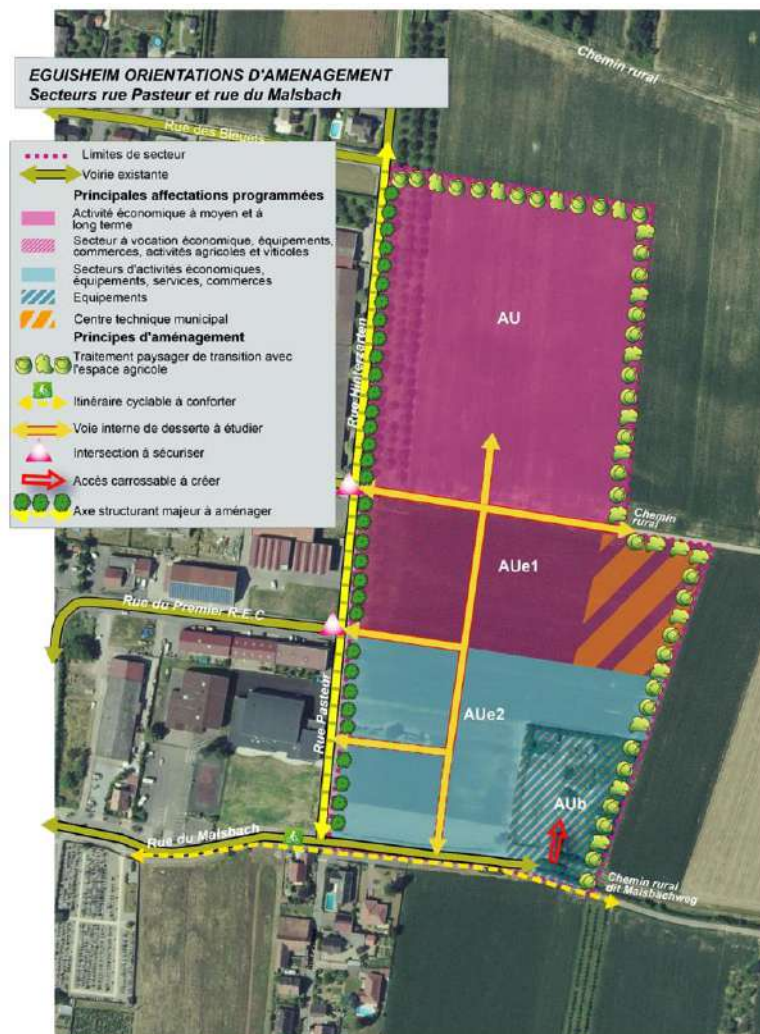 EGUISHEIM ORIENTATIONS D'AMENAGEMENT
Secteurs rue Pasteur et rue du Malsbach
Chemin rural
Rue des Bleuets
Limites de secteur
Voirie existante
Principales affectations programmées
Activité économique à moyen et à
long terme
Secteur à vocation économique, équipements,
commerces, activités agricoles et viticoles
Secteurs d'activités économiques,
équipements, services, commerces
Equipements
Centre technique municipal
Principes d'aménagement
Traitement paysager de transition avec
l'espace agricole
Itinéraire cyclable à conforter
Voie interne de desserte à étudier
Intersection à sécuriser
Accès carrossable à créer
Axe structurant majeur à aménager
AU
Rue Hintergarten
Chemin
rural
AUe1
Rue du Premier R.E.C
AUe2
Rue Pasteur
AUb
Rue du Malsbach
Chemin rural
dit Malsbachweg